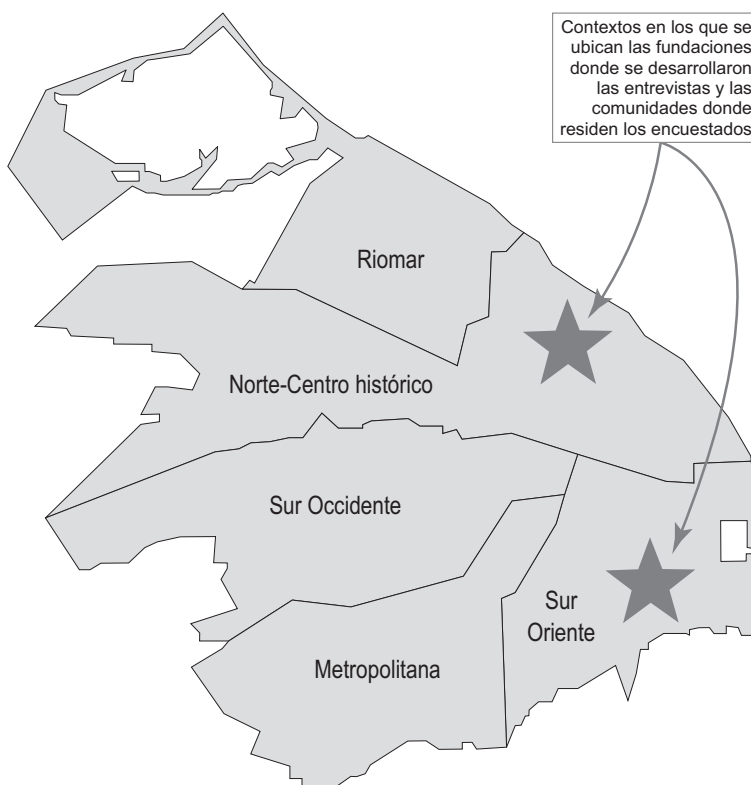 Contextos en los que se
ubican las fundaciones
donde se desarrollaron
las entrevistas y las
comunidades donde
residen los encuestados
Riomar
Norte-Centro histórico
Sur Occidente
Sur
Oriente
Metropolitana